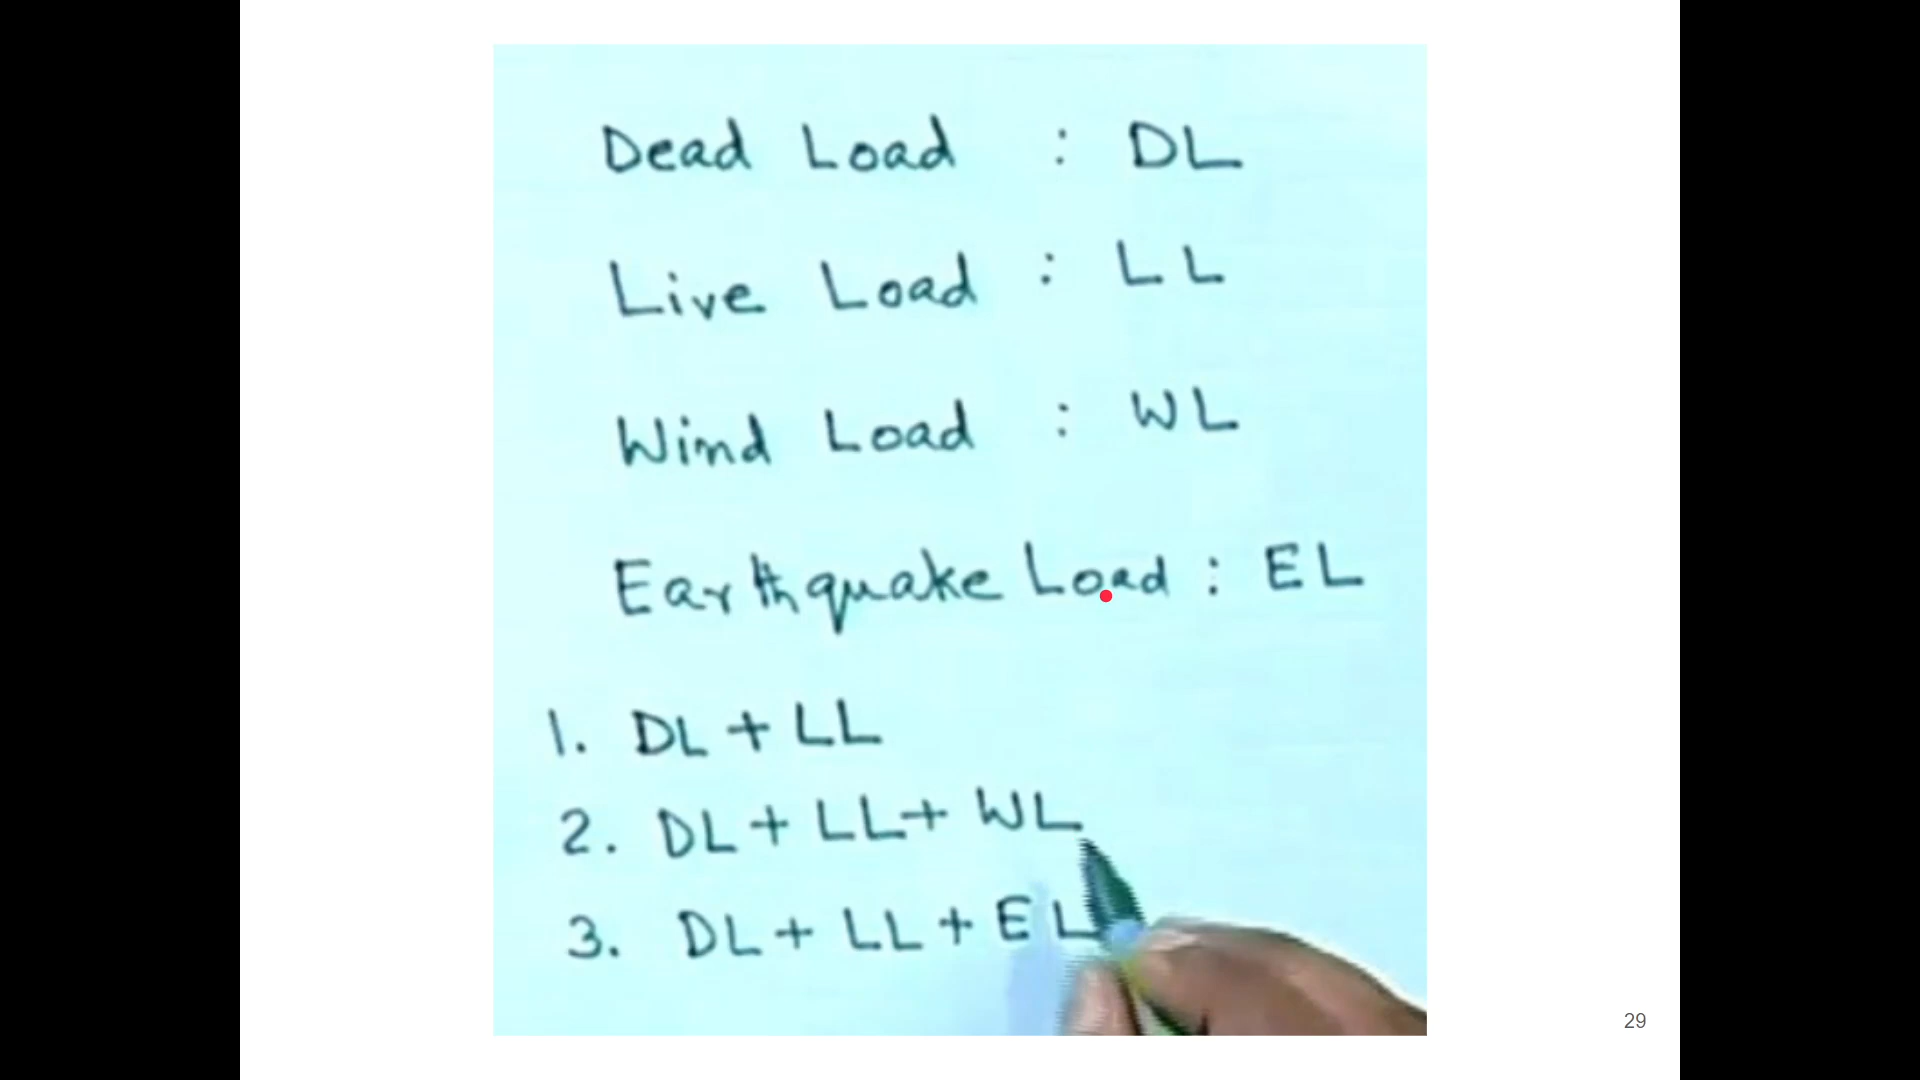 Dead Load : DL
Live Load : LL
Wind Load : WL
Earthquake Load : EL
1. DL + LL
2. DL + LL + WL
3. DL + LL + EL
29